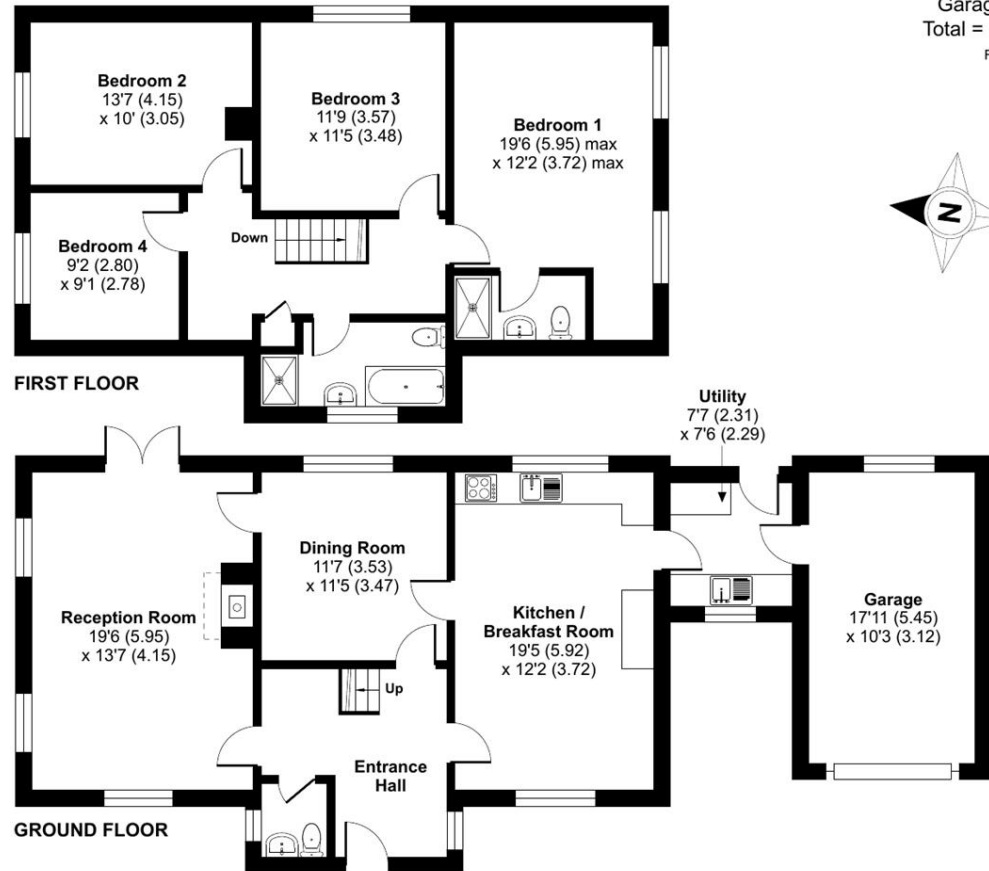 Garag
Total =
F
Bedroom 2
13'7 (4.15)
x 10' (3.05)
Bedroom 3
11'9 (3.57)
x 11'5 (3.48)
Bedroom 1
19'6 (5.95) max
x 12'2 (3.72) max
N
Down
Bedroom 4
9'2 (2.80)
x 9'1 (2.78)
FIRST FLOOR
Utility
7'7 (2.31)
x 7'6 (2.29)
Dining Room
11'7 (3.53)
x 11'5 (3.47)
Reception Room
19'6 (5.95)
x 13'7 (4.15)
Kitchen /
Breakfast Room
19'5 (5.92)
x 12'2 (3.72)
Garage
17'11 (5.45)
x 10'3 (3.12)
Up
Entrance
Hall
GROUND FLOOR